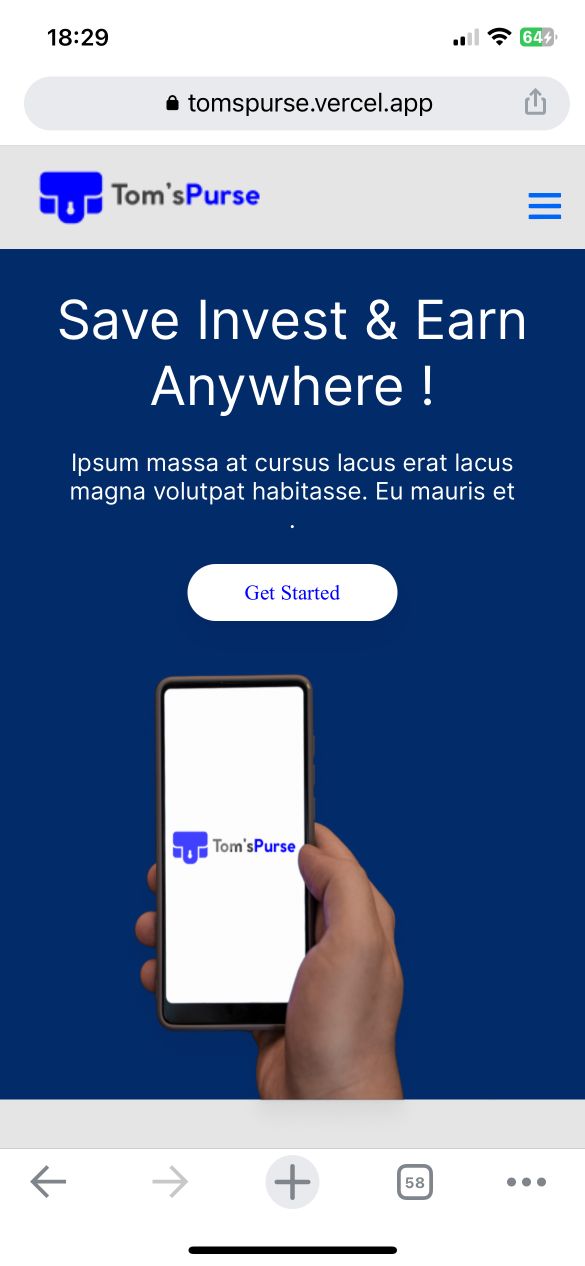 18:29
64
tomspurse.vercel.app
Tom'sPurse
Save Invest & Earn
Anywhere !
Ipsum massa at cursus lacus erat lacus
magna volutpat habitasse. Eu mauris et
.
Get Started
Tom'sPurse
58